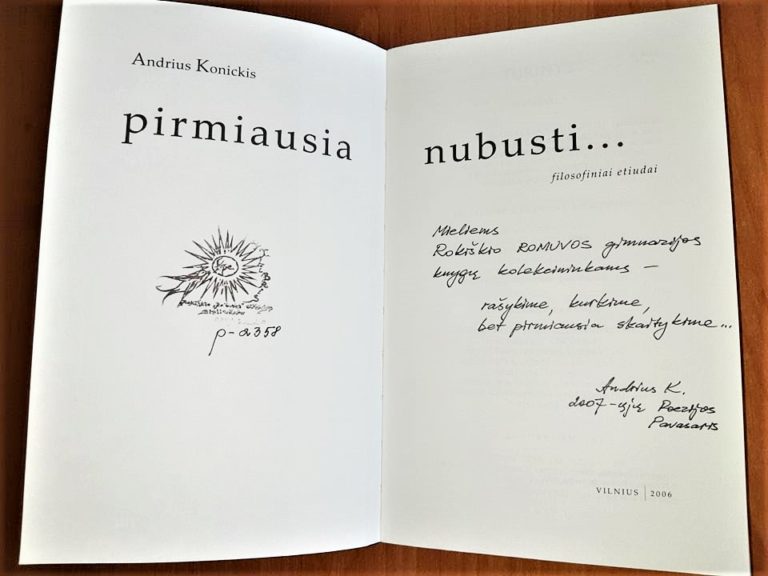 Andrius Konickis
pirmiausia
p-2358
nubusti...
filosofiniai etiudai
Mieliems
Rokiškio ROMUVOS gimnazijos
knygų kolekcininkams —
rašykime, kurkime,
bet pirmiausia skaitykime...
Andrius K.
2007-ųjų Poezijos
Pavasaris
VILNIUS | 2006